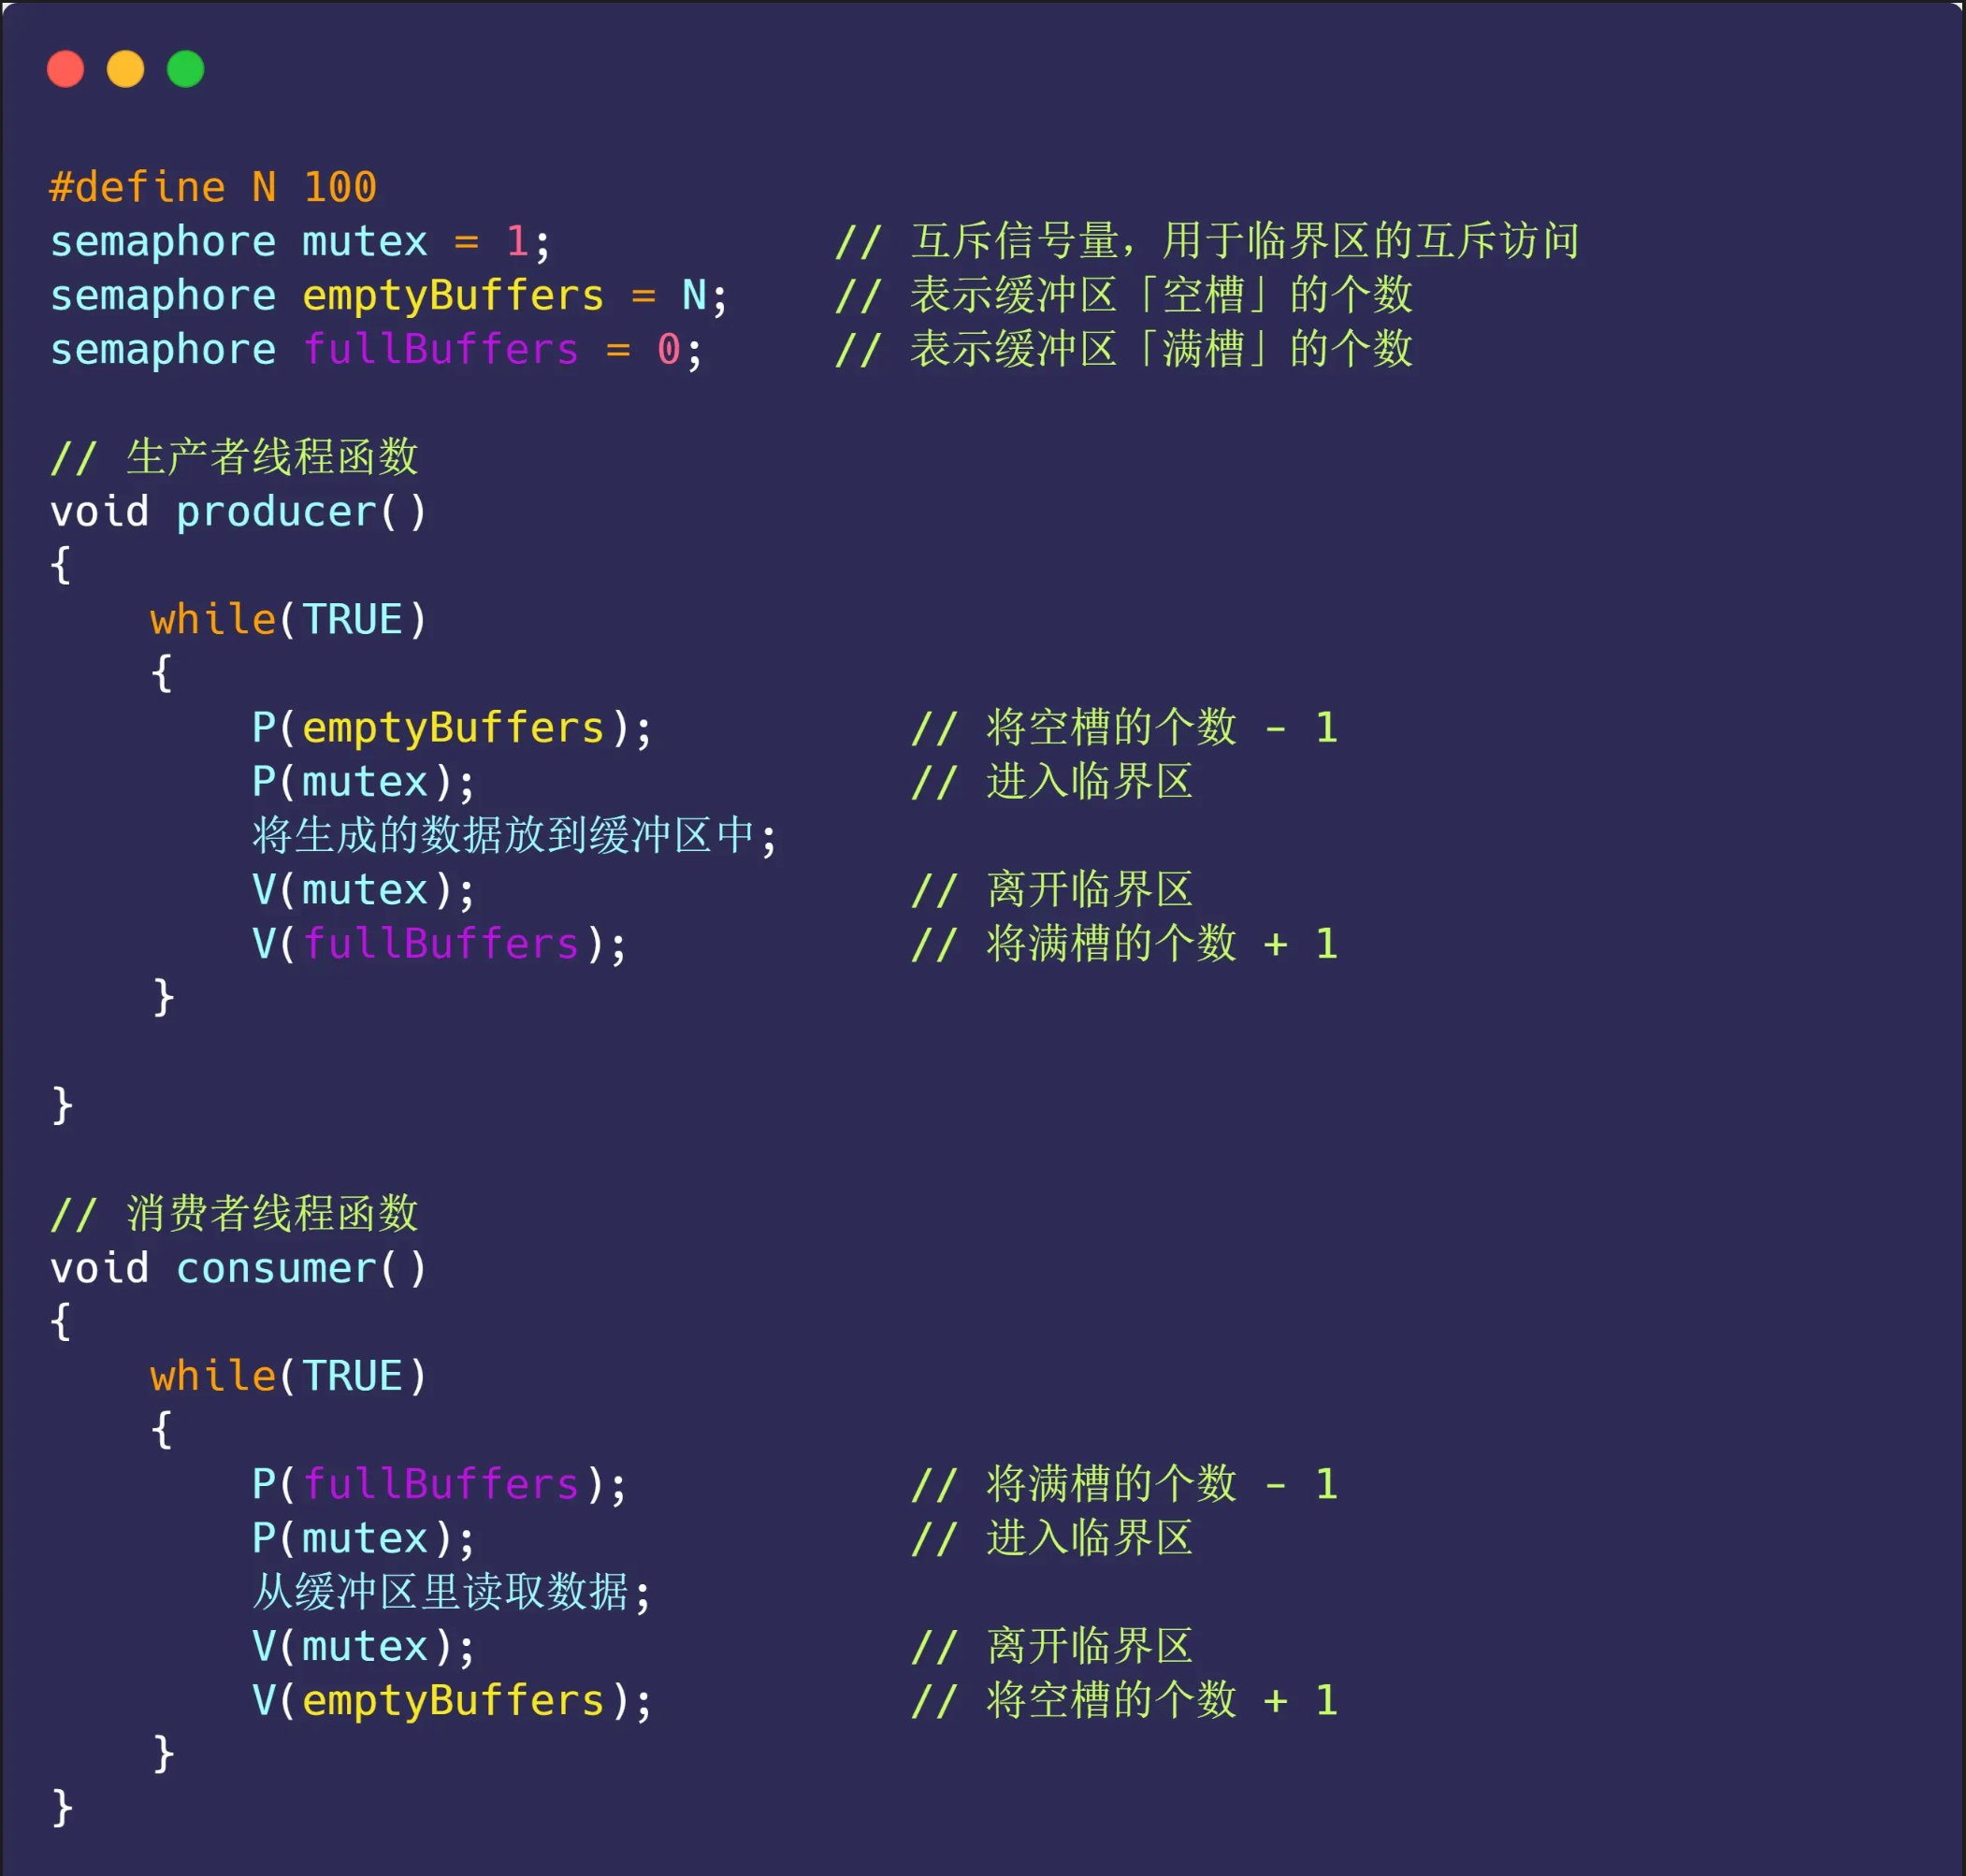 #define N 100
semaphore mutex = 1; // 互斥信号量，用于临界区的互斥访问
semaphore emptyBuffers = N; // 表示缓冲区「空槽」的个数
semaphore fullBuffers = 0; // 表示缓冲区「满槽」的个数
// 生产者线程函数
void producer()
{
while(TRUE)
{
P(emptyBuffers); // 将空槽的个数 - 1
P(mutex); // 进入临界区
将生成的数据放到缓冲区中;
V(mutex); // 离开临界区
V(fullBuffers); // 将满槽的个数 + 1
}
}
// 消费者线程函数
void consumer()
{
while(TRUE)
{
P(fullBuffers); // 将满槽的个数 - 1
P(mutex); // 进入临界区
从缓冲区里读取数据;
V(mutex); // 离开临界区
V(emptyBuffers); // 将空槽的个数 + 1
}
}